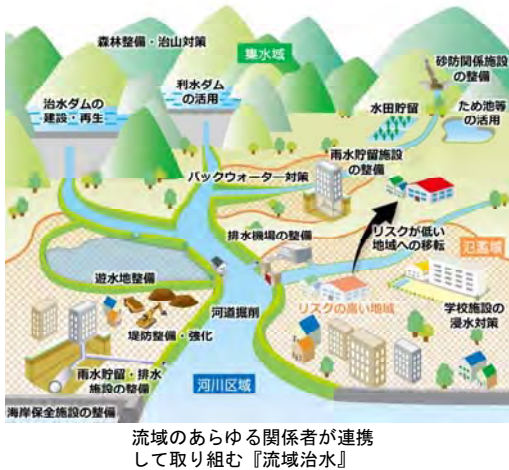 森林整備・治山対策
集水域
砂防関係施設
の整備
利水ダム
の活用
治水ダムの
建設・再生
水田貯留
ため池等
の活用
雨水貯留施設
の整備
バックウォーター対策
排水機場の整備
リスクが低い
地域への移転
氾濫域
遊水地整備
河道掘削
リスクの高い地域
学校施設の
浸水対策
堤防整備・強化
雨水貯留・排水
施設の整備
河川区域
海岸保全施設の整備
流域のあらゆる関係者が連携
して取り組む『流域治水』